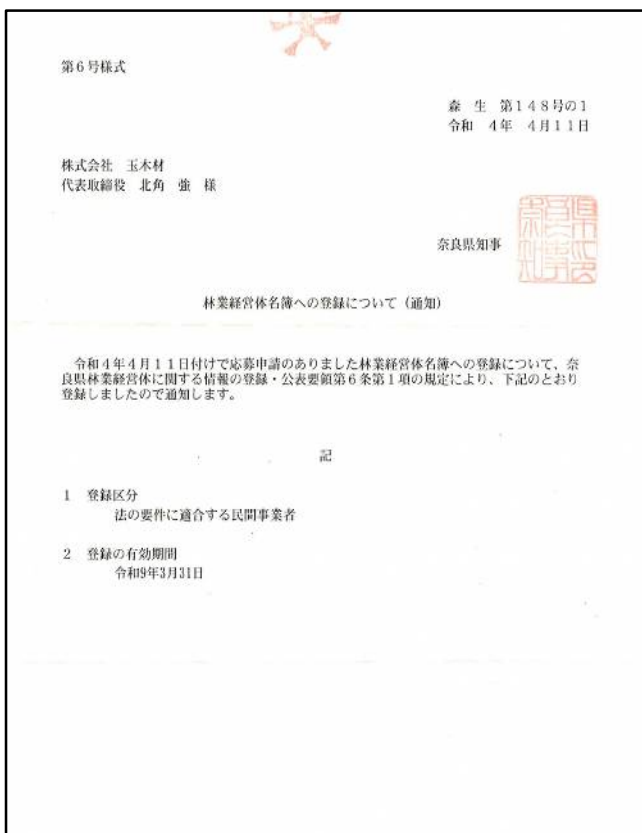 第6号様式
森 生 第148号の1
令和 4年 4月11日
株式会社 玉木材
代表取締役 北角 強 様
奈良県知事
林業経営体名簿への登録について（通知）
令和4年4月11日付けで応募申請のありました林業経営体名簿への登録について、奈
良県林業経営体に関する情報の登録・公表要領第6条第1項の規定により、下記のとおり
登録しましたので通知します。
記
1 登録区分
法の要件に適合する民間事業者
2 登録の有効期間
令和9年3月31日